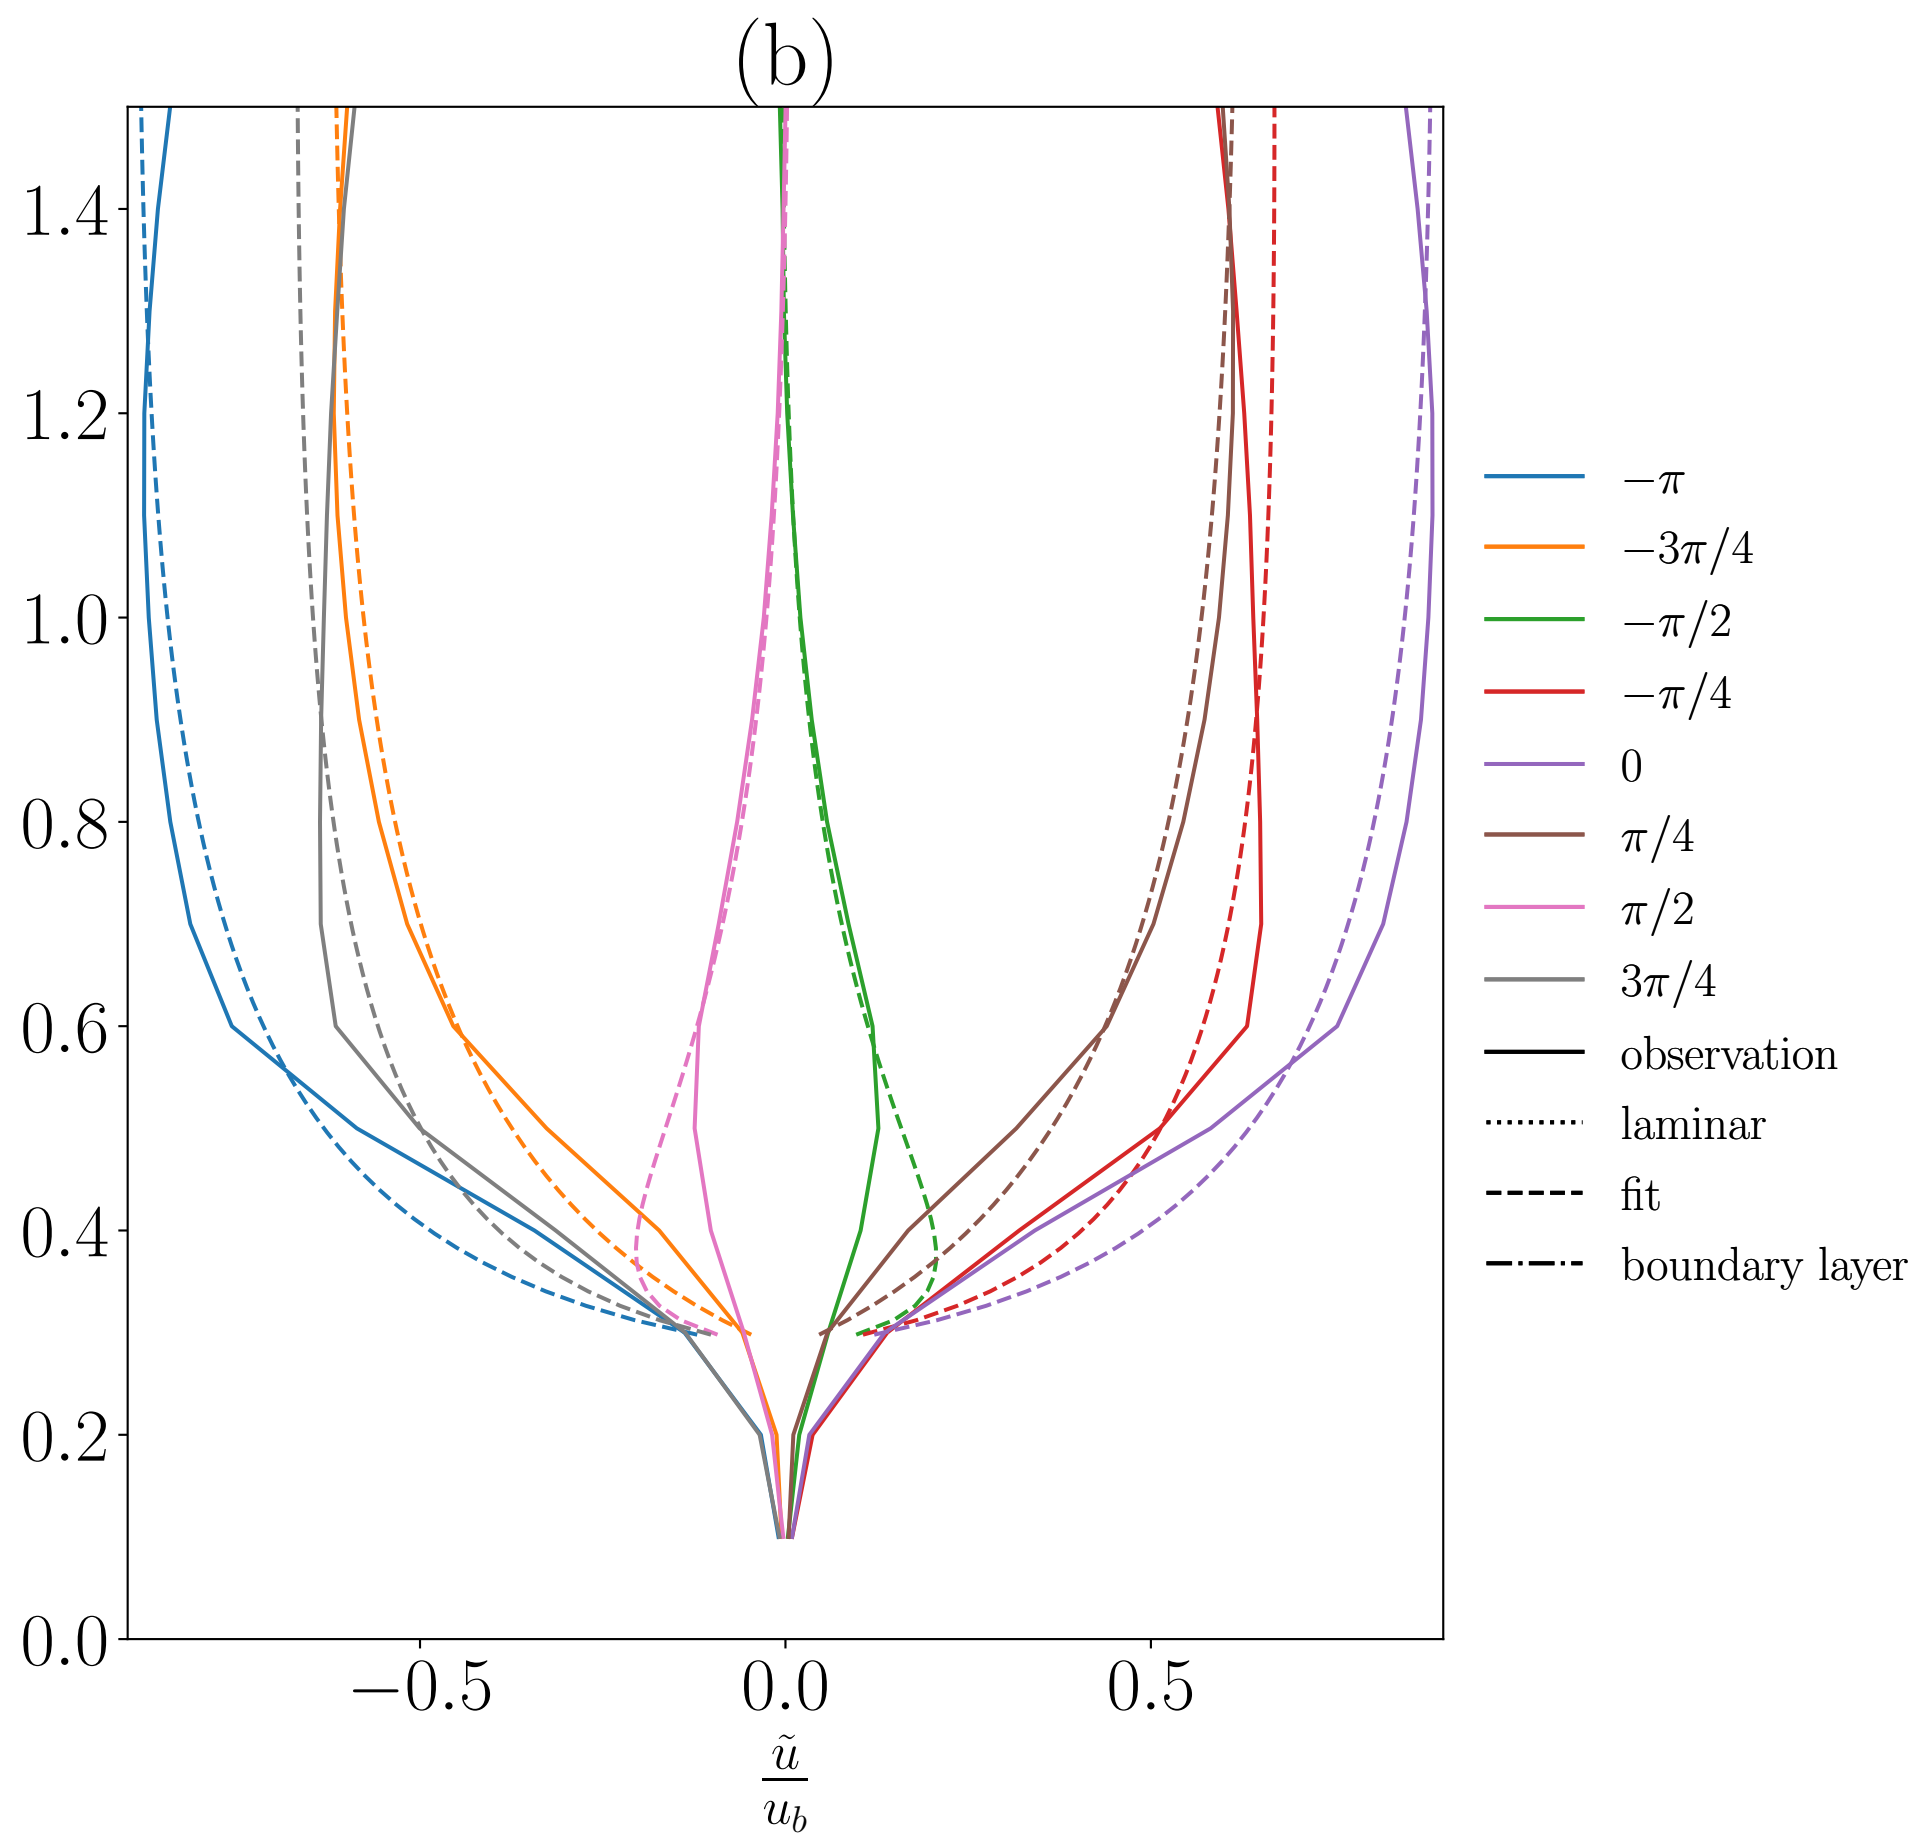 (b)
1.4
1.2
1.0
0.8
0.6
0.4
0.2
0.0
−0.5 0.0 0.5
ũ
u_b
−π
−3π/4
−π/2
−π/4
0
π/4
π/2
3π/4
observation
laminar
fit
boundary layer